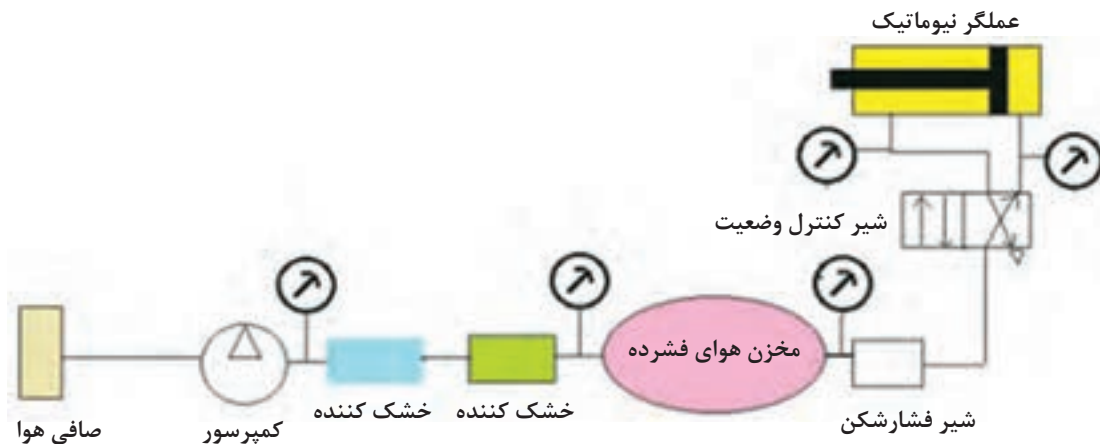 عملگر نیوماتیک
شیر کنترل وضعیت
مخزن هوای فشرده
صافی هوا
کمپرسور
خشک کننده
خشک کننده
شیر فشارشکن